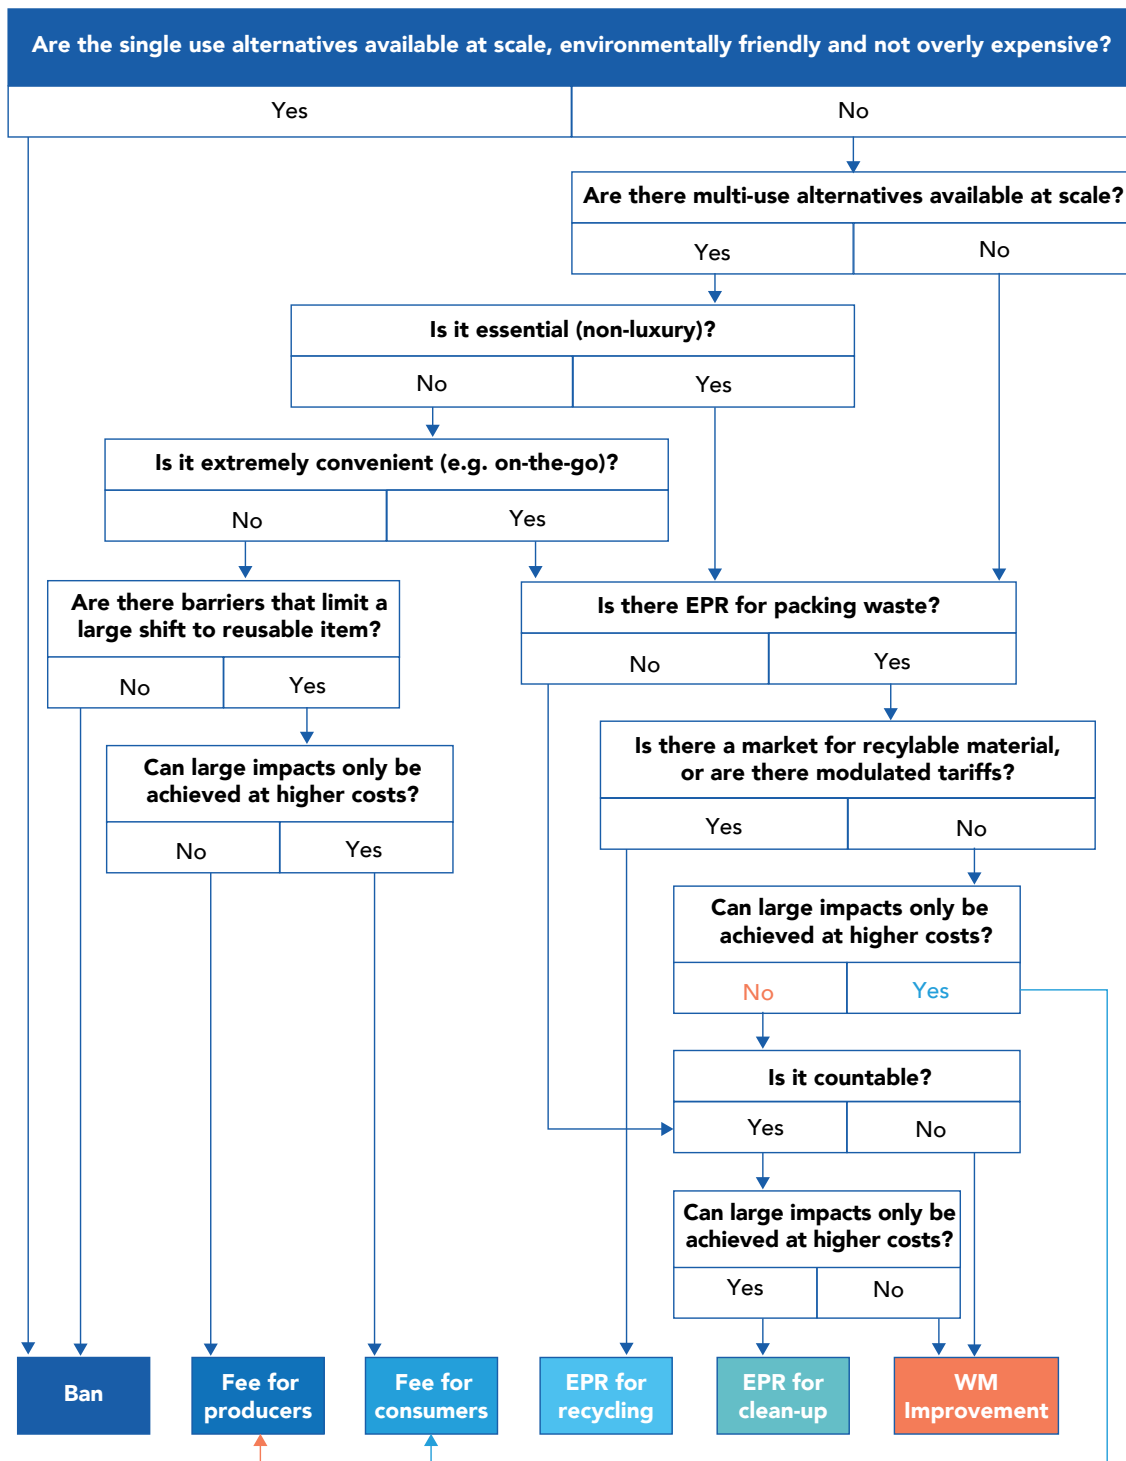 Are the single use alternatives available at scale, environmentally friendly and not overly expensive?
Yes
No
Are there multi-use alternatives available at scale?
Yes
No
Is it essential (non-luxury)?
No
Yes
Is it extremely convenient (e.g. on-the-go)?
No
Yes
Are there barriers that limit a
large shift to reusable item?
No
Yes
Is there EPR for packing waste?
No
Yes
Can large impacts only be
achieved at higher costs?
No
Yes
Is there a market for recylable material,
or are there modulated tariffs?
Yes
No
Can large impacts only be
achieved at higher costs?
No
Yes
Is it countable?
Yes
No
Can large impacts only be
achieved at higher costs?
Yes
No
Ban
Fee for
producers
Fee for
consumers
EPR for
recycling
EPR for
clean-up
WM
Improvement